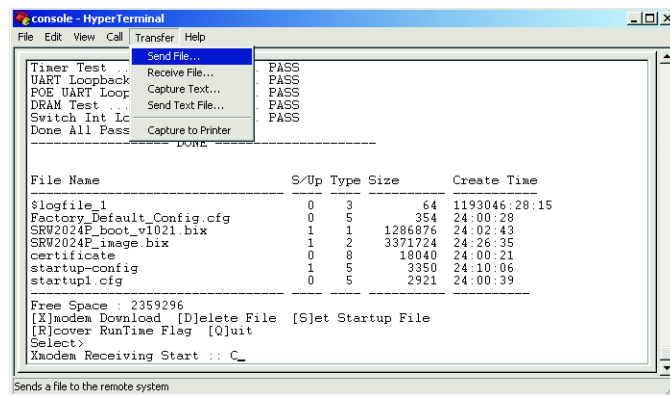 console - HyperTerminal
File Edit View Call Transfer Help
Send File...
Receive File...
Capture Text...
Send Text File...
Capture to Printer
Timer Test .. . PASS
UART Loopback . PASS
POE UART Loop . PASS
DRAM Test ... . PASS
Switch Int Lo . PASS
Done All Pass
------------------ DONE ---------------------
File Name S/Up Type Size Create Time
$logfile_1 0 3 64 1193046:28:15
Factory_Default_Config.cfg 0 5 354 24:00:28
SRW2024P_boot_v1021.bix 1 1 1286876 24:02:43
SRW2024P_image.bix 1 2 3371724 24:26:35
certificate 0 8 18040 24:00:21
startup-config 1 5 3350 24:10:06
startup1.cfg 0 5 2921 24:00:39
Free Space : 2359296
[X]modem Download [D]elete File [S]et Startup File
[R]cover RunTime Flag [Q]uit
Select>
Xmodem Receiving Start :: C_
Sends a file to the remote system